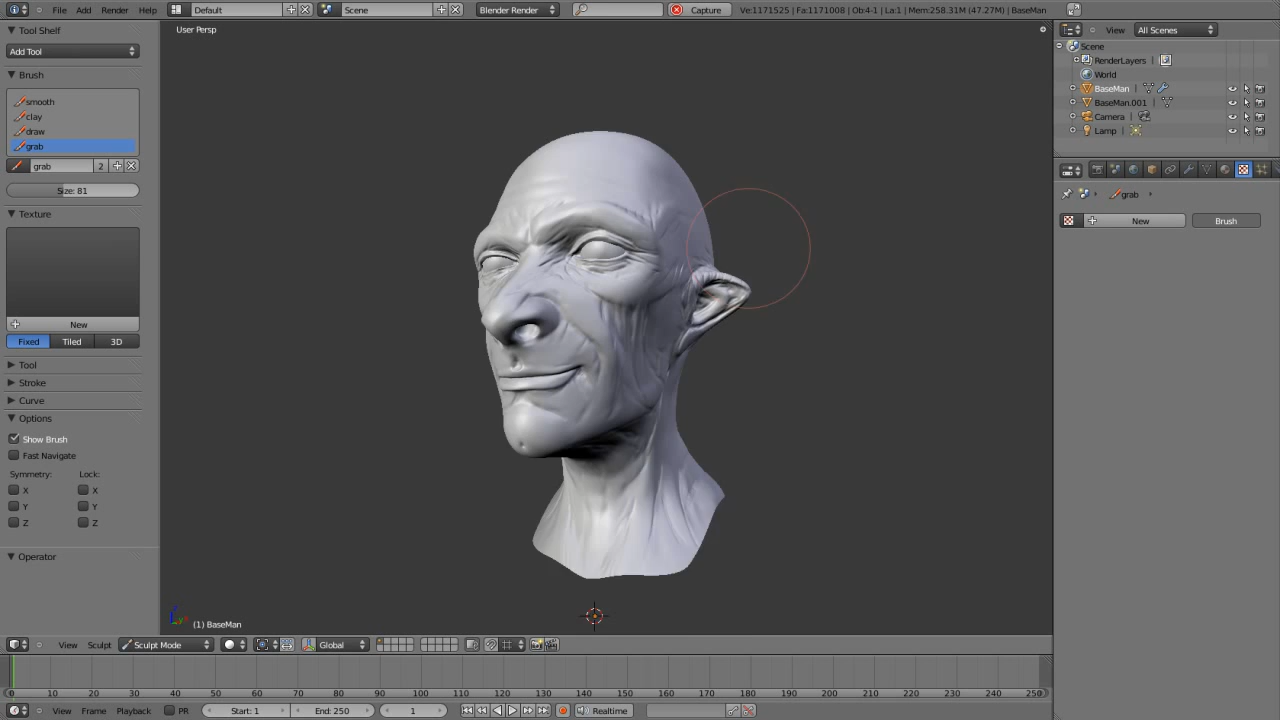 File Add Render Help Default Scene Blender Render Capture Ve:1171525 | Fa:1171008 | Ob:4-1 | La:1 | Mem:258.31M (47.27M) | BaseMan
Tool Shelf
Add Tool
Brush
smooth
clay
draw
grab
grab 2
Size: 81
Texture
New
Fixed Tiled 3D
Tool
Stroke
Curve
Options
Show Brush
Fast Navigate
Symmetry: Lock:
X X
Y Y
Z Z
Operator
User Persp
(1) BaseMan
View Sculpt Sculpt Mode Global
0 10 20 30 40 50 60 70 80 90 100 110 120 130 140 150 160 170 180 190 200 210 220 230 240 250
View Frame Playback PR Start: 1 End: 250 1 Realtime
View All Scenes
Scene
RenderLayers |
World
BaseMan |
BaseMan.001 |
Camera |
Lamp |
grab
New Brush